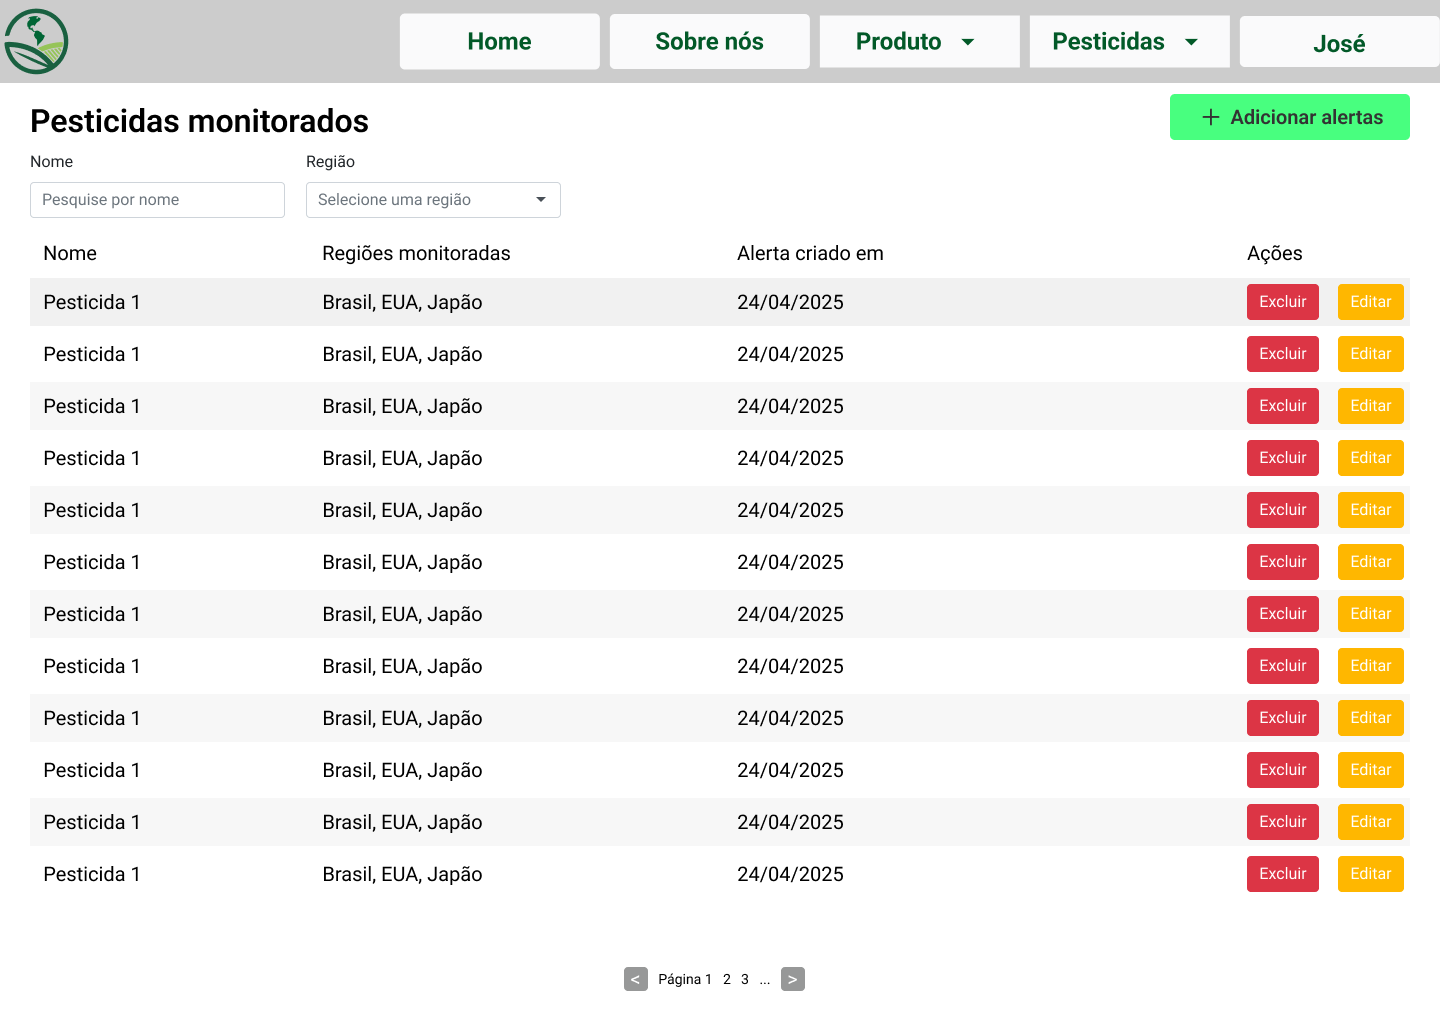 Home Sobre nós Produto Pesticidas José
Pesticidas monitorados
+ Adicionar alertas
Nome Região
Pesquise por nome Selecione uma região
Nome Regiões monitoradas Alerta criado em Ações
Pesticida 1 Brasil, EUA, Japão 24/04/2025 Excluir Editar
Pesticida 1 Brasil, EUA, Japão 24/04/2025 Excluir Editar
Pesticida 1 Brasil, EUA, Japão 24/04/2025 Excluir Editar
Pesticida 1 Brasil, EUA, Japão 24/04/2025 Excluir Editar
Pesticida 1 Brasil, EUA, Japão 24/04/2025 Excluir Editar
Pesticida 1 Brasil, EUA, Japão 24/04/2025 Excluir Editar
Pesticida 1 Brasil, EUA, Japão 24/04/2025 Excluir Editar
Pesticida 1 Brasil, EUA, Japão 24/04/2025 Excluir Editar
Pesticida 1 Brasil, EUA, Japão 24/04/2025 Excluir Editar
Pesticida 1 Brasil, EUA, Japão 24/04/2025 Excluir Editar
Pesticida 1 Brasil, EUA, Japão 24/04/2025 Excluir Editar
Pesticida 1 Brasil, EUA, Japão 24/04/2025 Excluir Editar
< Página 1 2 3 ... >